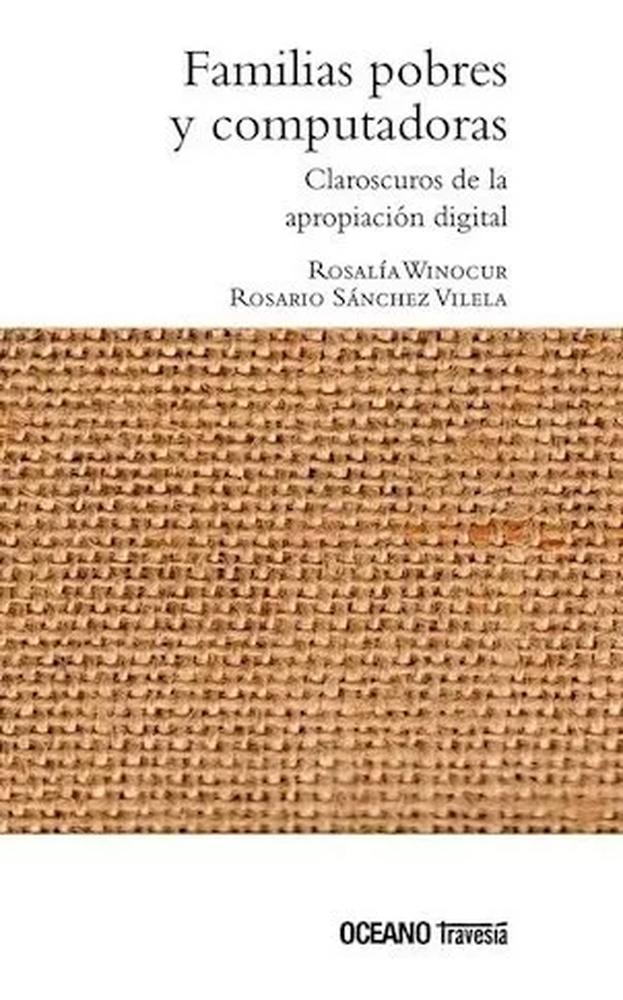 Familias pobres
y computadoras
Claroscuros de la
apropiación digital
Rosalía Winocur
Rosario Sánchez Vilela
OCEANO Travesía